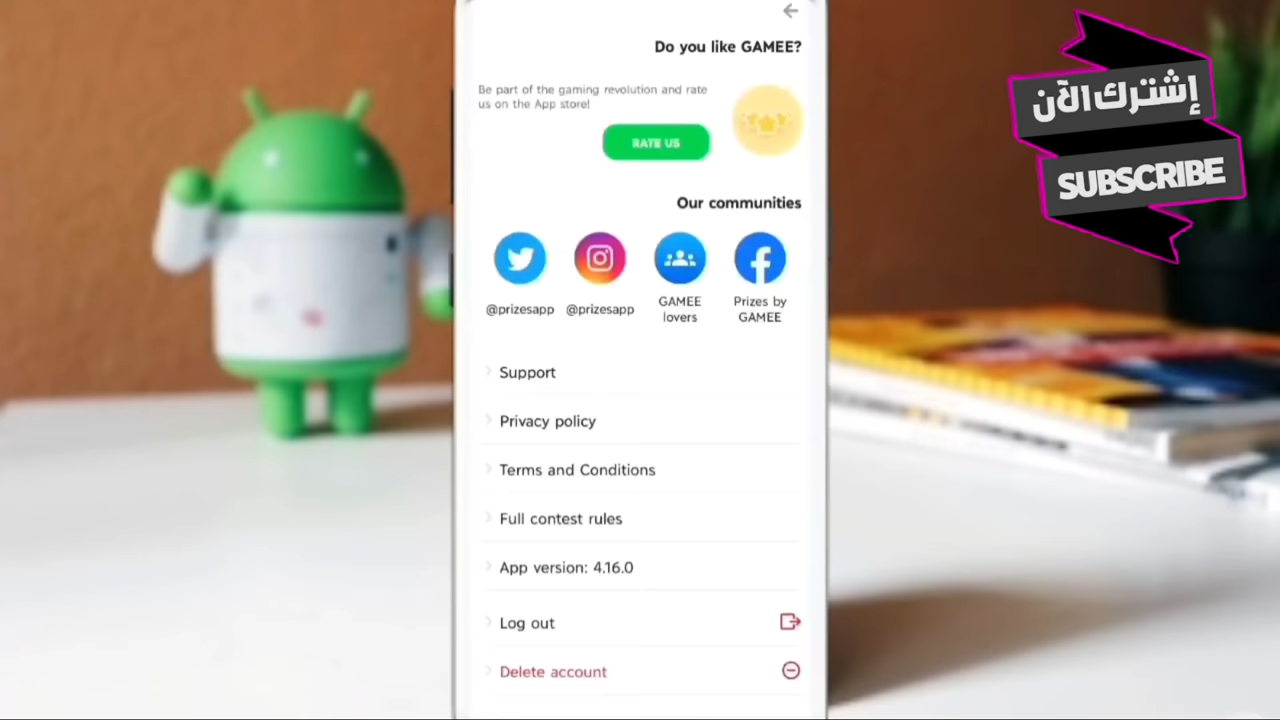 Do you like GAMEE?
Be part of the gaming revolution and rate
us on the App store!
RATE US
Our communities
@prizesapp
@prizesapp
GAMEE
lovers
Prizes by
GAMEE
Support
Privacy policy
Terms and Conditions
Full contest rules
App version: 4.16.0
Log out
Delete account
إشترك الآن
SUBSCRIBE